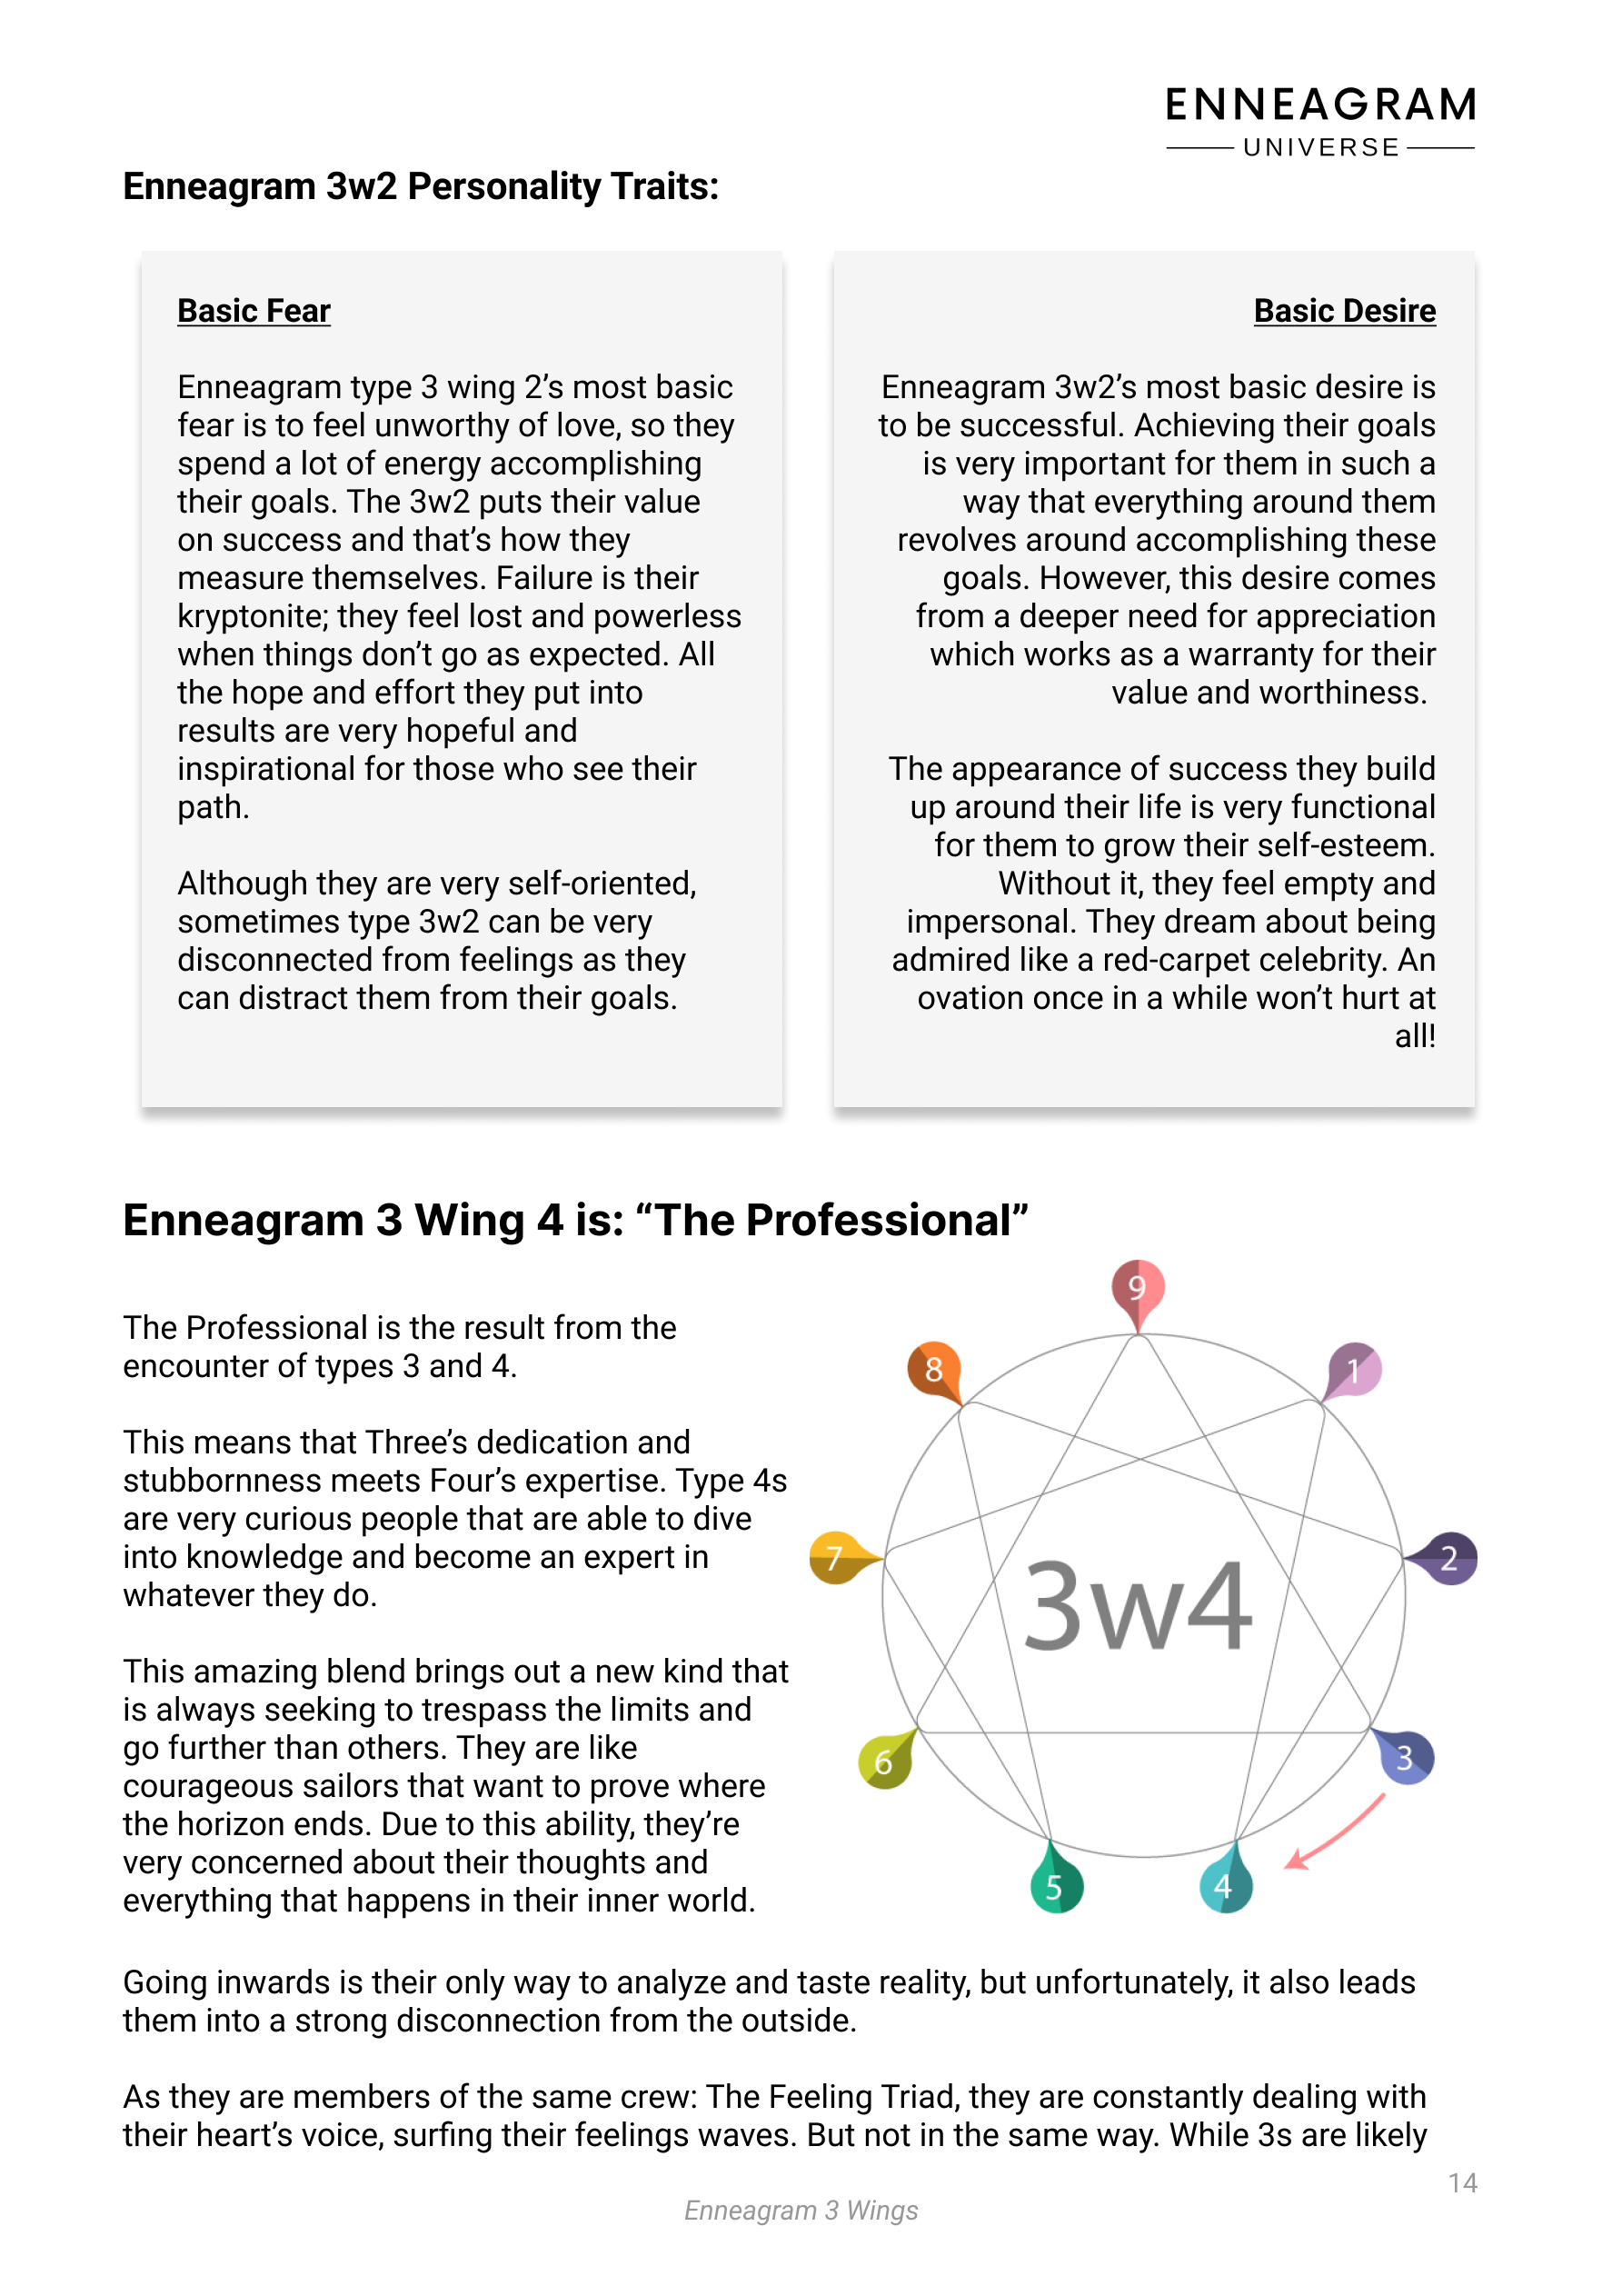 ENNEAGRAM
UNIVERSE
Enneagram 3w2 Personality Traits:
Basic Fear
Enneagram type 3 wing 2’s most basic
fear is to feel unworthy of love, so they
spend a lot of energy accomplishing
their goals. The 3w2 puts their value
on success and that’s how they
measure themselves. Failure is their
kryptonite; they feel lost and powerless
when things don’t go as expected. All
the hope and effort they put into
results are very hopeful and
inspirational for those who see their
path.
Although they are very self-oriented,
sometimes type 3w2 can be very
disconnected from feelings as they
can distract them from their goals.
Basic Desire
Enneagram 3w2’s most basic desire is
to be successful. Achieving their goals
is very important for them in such a
way that everything around them
revolves around accomplishing these
goals. However, this desire comes
from a deeper need for appreciation
which works as a warranty for their
value and worthiness.
The appearance of success they build
up around their life is very functional
for them to grow their self-esteem.
Without it, they feel empty and
impersonal. They dream about being
admired like a red-carpet celebrity. An
ovation once in a while won’t hurt at
all!
Enneagram 3 Wing 4 is: “The Professional”
The Professional is the result from the
encounter of types 3 and 4.
This means that Three’s dedication and
stubbornness meets Four’s expertise. Type 4s
are very curious people that are able to dive
into knowledge and become an expert in
whatever they do.
This amazing blend brings out a new kind that
is always seeking to trespass the limits and
go further than others. They are like
courageous sailors that want to prove where
the horizon ends. Due to this ability, they’re
very concerned about their thoughts and
everything that happens in their inner world.
9
8
1
7
2
3w4
6
3
5
4
Going inwards is their only way to analyze and taste reality, but unfortunately, it also leads
them into a strong disconnection from the outside.
As they are members of the same crew: The Feeling Triad, they are constantly dealing with
their heart’s voice, surfing their feelings waves. But not in the same way. While 3s are likely
14
Enneagram 3 Wings